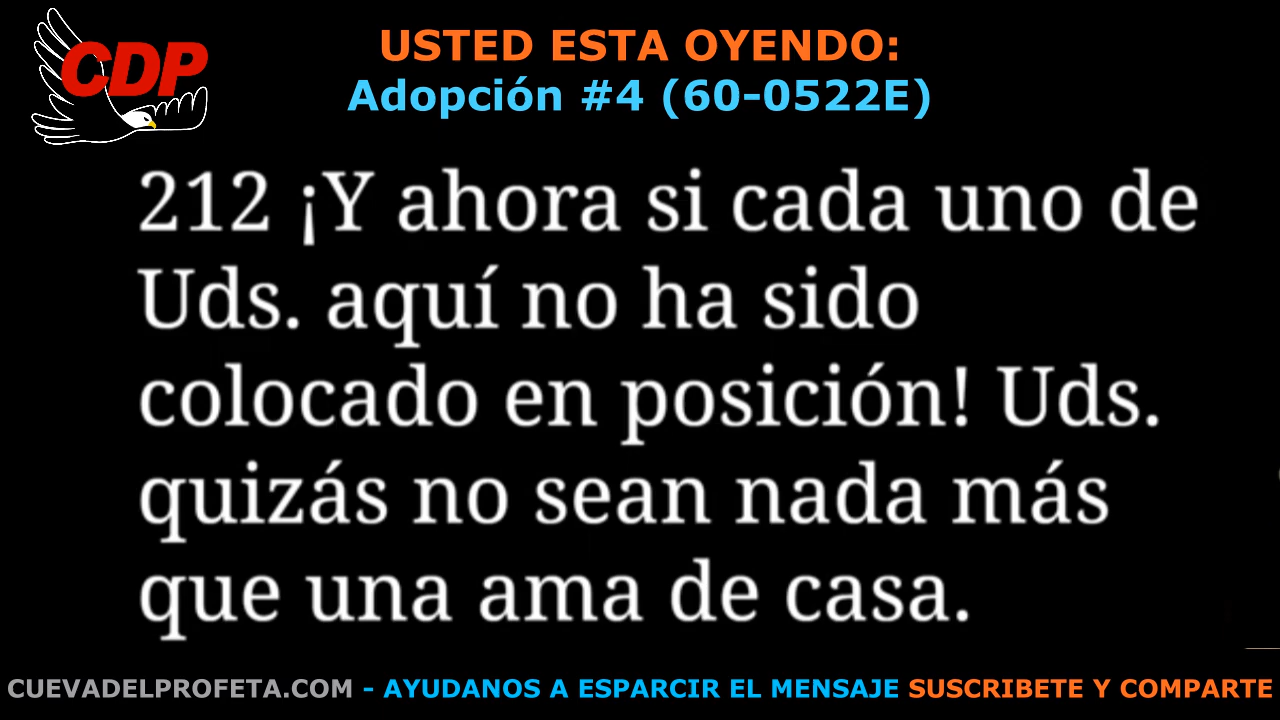 CDP
USTED ESTA OYENDO:
Adopción #4 (60-0522E)
212 ¡Y ahora si cada uno de
Uds. aquí no ha sido
colocado en posición! Uds.
quizás no sean nada más
que una ama de casa.
CUEVADELPROFETA.COM - AYUDANOS A ESPARCIR EL MENSAJE SUSCRIBETE Y COMPARTE